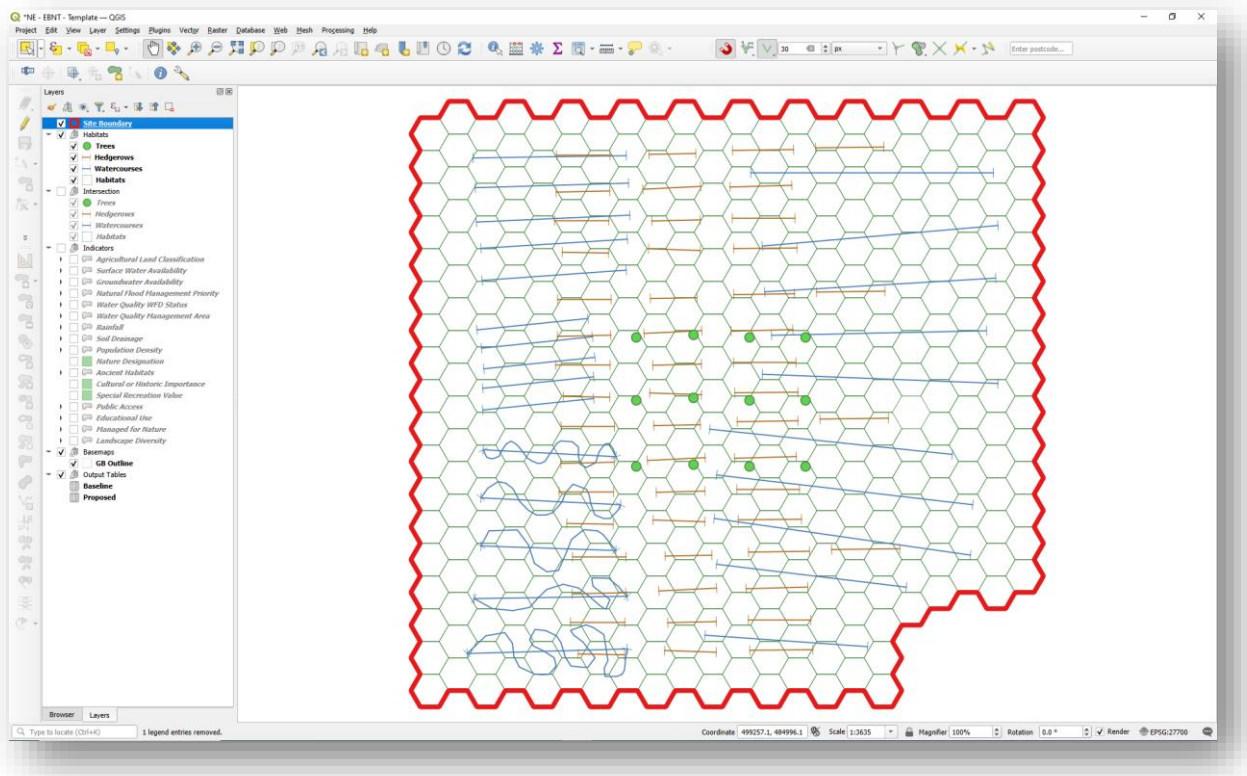 *NE - EBNT - Template — QGIS
Project Edit View Layer Settings Plugins Vector Raster Database Web Mesh Processing Help
30 px Enter postcode...
Layers
Site Boundary
Habitats
Trees
Hedgerows
Watercourses
Habitats
Intersection
Trees
Hedgerows
Watercourses
Habitats
Indicators
Agricultural Land Classification
Surface Water Availability
Groundwater Availability
Natural Flood Management Priority
Water Quality WFD Status
Water Quality Management Area
Rainfall
Soil Drainage
Population Density
Nature Designation
Ancient Habitats
Cultural or Historic Importance
Special Recreation Value
Public Access
Educational Use
Managed for Nature
Landscape Diversity
Basemaps
GB Outline
Output Tables
Baseline
Proposed
Browser Layers
Type to locate (Ctrl+K) 1 legend entries removed. Coordinate 499257.1, 484996.1 Scale 1:3635 Magnifier 100% Rotation 0.0 ° Render EPSG:27700